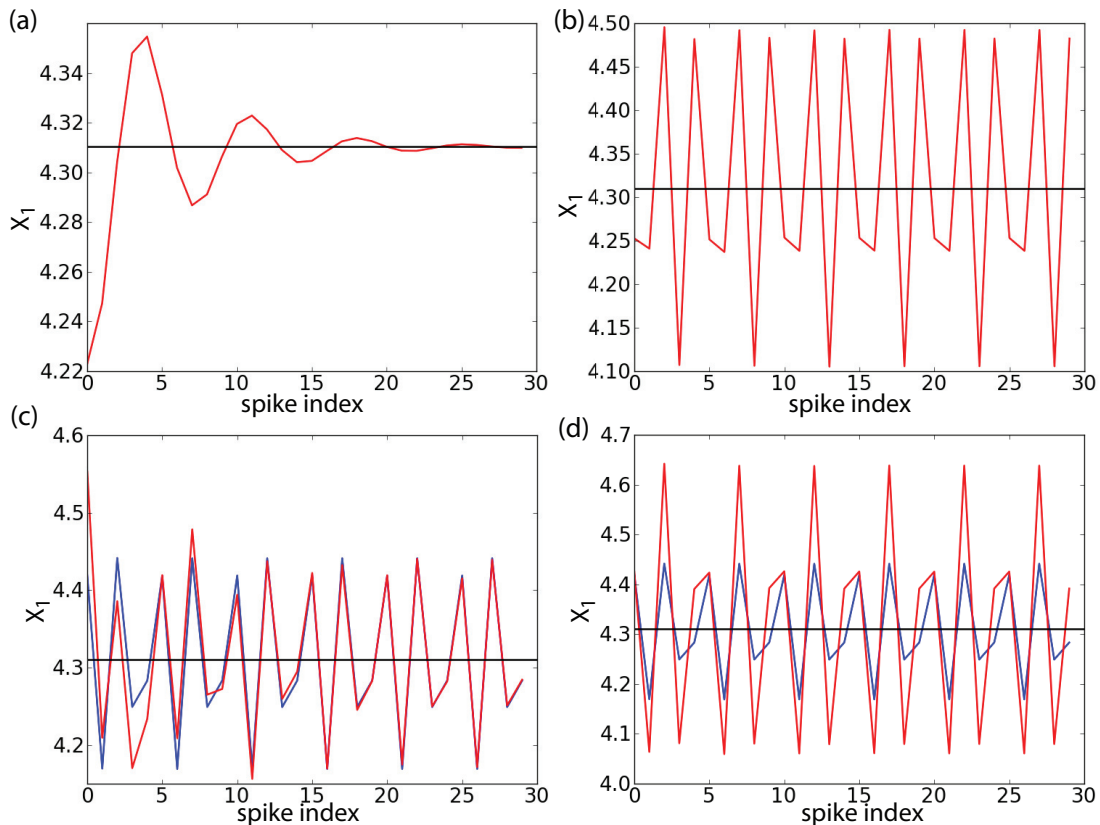 (a)
4.34
4.32
4.30
4.28
4.26
4.24
4.22
X1
0 5 10 15 20 25 30
spike index
(b)
4.50
4.45
4.40
4.35
4.30
4.25
4.20
4.15
4.10
X1
0 5 10 15 20 25 30
spike index
(c)
4.6
4.5
4.4
4.3
4.2
X1
0 5 10 15 20 25 30
spike index
(d)
4.7
4.6
4.5
4.4
4.3
4.2
4.1
4.0
X1
0 5 10 15 20 25 30
spike index